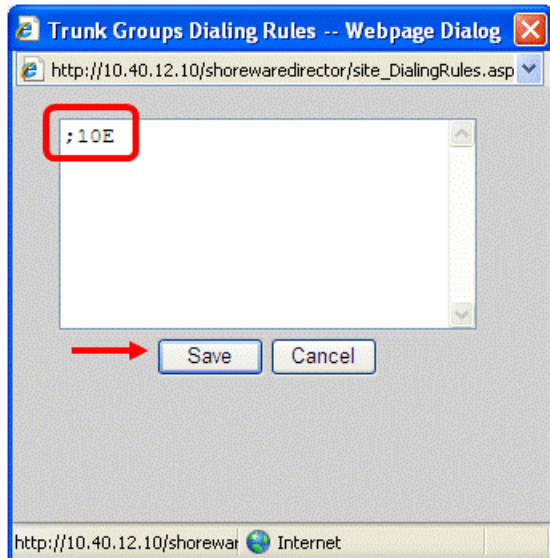 Trunk Groups Dialing Rules -- Webpage Dialog
http://10.40.12.10/shorewaredirector/site_DialingRules.asp
;10E
Save Cancel
http://10.40.12.10/shorewar Internet